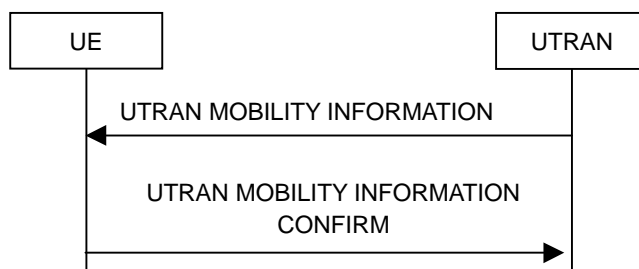 UE
UTRAN
UTRAN MOBILITY INFORMATION
UTRAN MOBILITY INFORMATION
CONFIRM